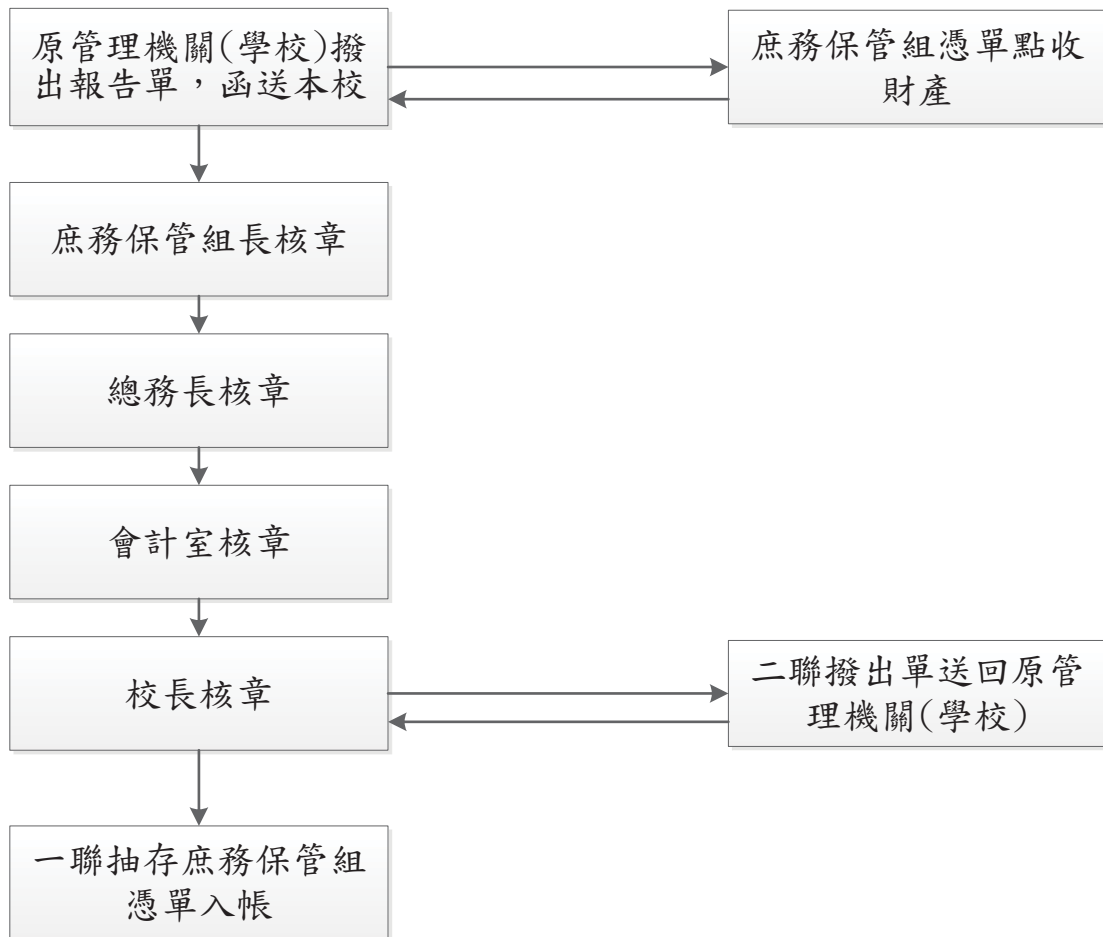 原管理機關(學校)撥
出報告單，函送本校
庶務保管組憑單點收
財產
庶務保管組長核章
總務長核章
會計室核章
校長核章
二聯撥出單送回原管
理機關(學校)
一聯抽存庶務保管組
憑單入帳